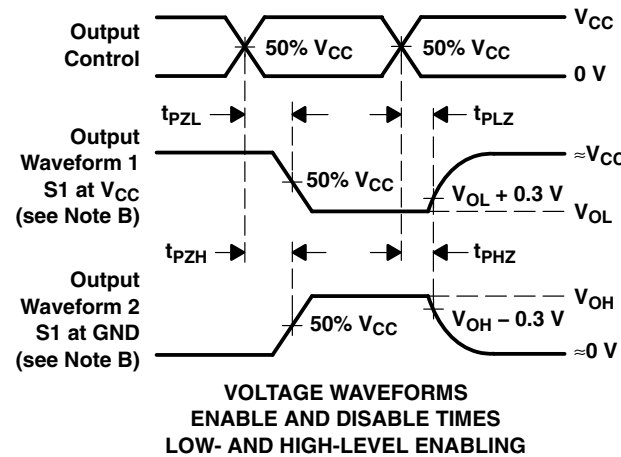 Output
Control
50% VCC
50% VCC
VCC
0 V
tPZL
tPLZ
Output
Waveform 1
S1 at VCC
(see Note B)
50% VCC
VOL + 0.3 V
≈VCC
VOL
tPZH
tPHZ
Output
Waveform 2
S1 at GND
(see Note B)
50% VCC
VOH − 0.3 V
VOH
≈0 V
VOLTAGE WAVEFORMS
ENABLE AND DISABLE TIMES
LOW- AND HIGH-LEVEL ENABLING